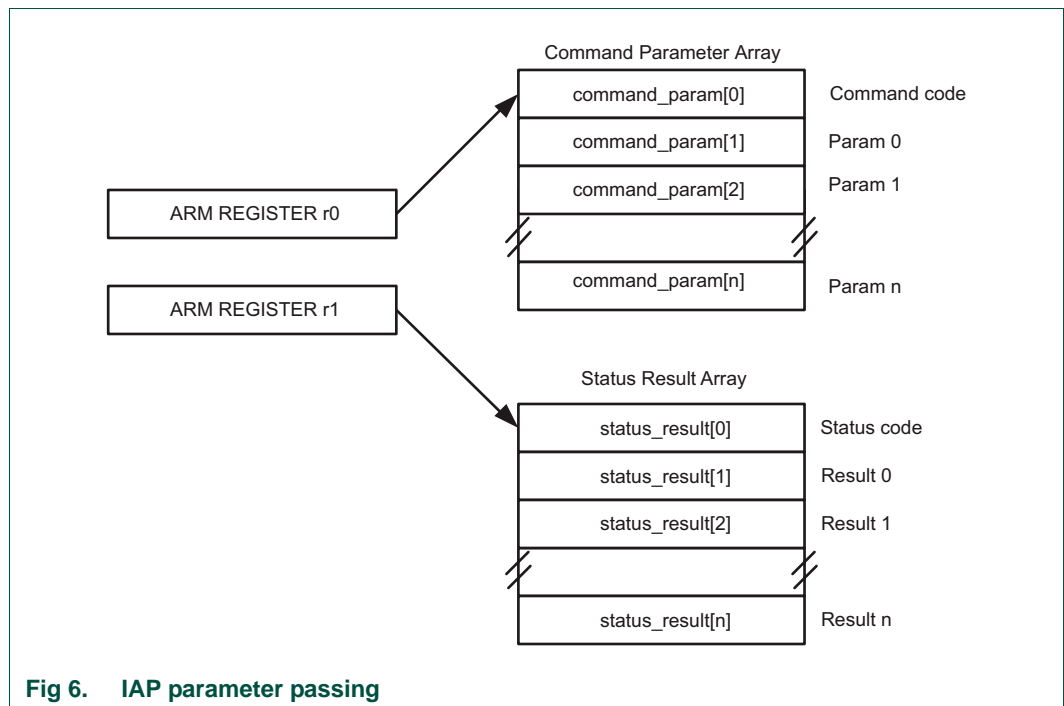 Command Parameter Array
command_param[0] Command code
command_param[1] Param 0
command_param[2] Param 1
ARM REGISTER r0
command_param[n] Param n
ARM REGISTER r1
Status Result Array
status_result[0] Status code
status_result[1] Result 0
status_result[2] Result 1
status_result[n] Result n
Fig 6. IAP parameter passing